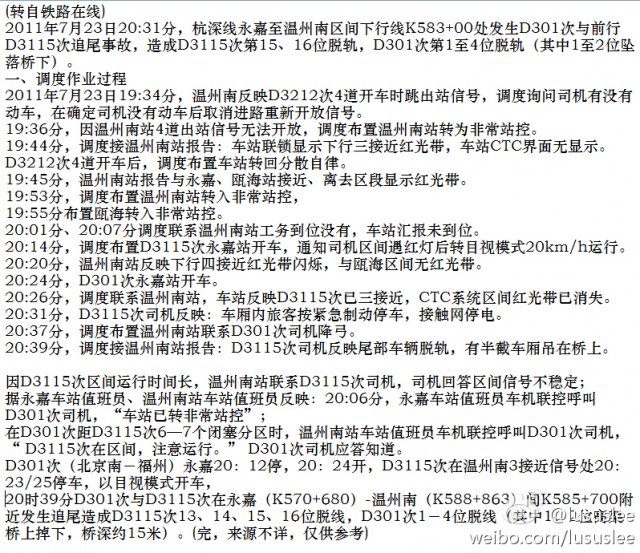 (转自铁路在线)
2011年7月23日20:31分，杭深线永嘉至温州南区间下行线K583+00处发生D301次与前行
D3115次追尾事故，造成D3115次第15、16位脱轨，D301次第1至4位脱轨（其中1至2位坠
落桥下）。
一、调度作业过程
2011年7月23日19:34分，温州南反映D3212次4道开车时跳出站信号，调度询问司机有没有
动车，在确定司机没有动车后取消进路重新开放信号。
19:36分，因温州南站4道出站信号无法开放，调度布置温州南站转为非常站控。
19:44分，调度接温州南站报告：车站联锁显示下行三接近红光带，车站CTC界面无显示。
D3212次4道开车后，调度布置车站转回分散自律。
19:45分，温州南站报告与永嘉、瓯海站接近、离去区段显示红光带。
19:53分，调度布置温州南站转入非常站控，
19:55分布置瓯海转入非常站控。
20:01分、20:07分调度联系温州南站工务到位没有，车站汇报未到位。
20:14分，调度布置D3115次永嘉站开车，通知司机区间遇红灯后转目视模式20km/h运行。
20:20分，温州南站反映下行四接近红光带闪烁，与瓯海区间无红光带。
20:24分，D301次永嘉站开车。
20:26分，调度联系温州南站，车站反映D3115次已三接近，CTC系统区间红光带已消失。
20:31分，D3115次司机反映：车厢内旅客按紧急制动停车，接触网停电。
20:37分，调度布置温州南站联系D301次司机降弓。
20:39分，调度接温州南站报告：D3115次司机反映尾部车辆脱轨，有半截车厢吊在桥上。
因D3115次区间运行时间长，温州南站联系D3115次司机，司机回答区间信号不稳定；
据永嘉车站值班员、温州南站车站值班员反映：20:06分，永嘉车站值班员车机联控呼叫
D301次司机，“车站已转非常站控”；
在D301次距D3115次6—7个闭塞分区时，温州南站车站值班员车机联控呼叫D301次司机，
“D3115次在区间，注意运行。” D301次司机应答知道。
D301次（北京南－福州）永嘉20：12停，20：24开，D3115次在温州南3接近信号处20：
23/25停车，以目视模式开车，
20时39分D301次与D3115次在永嘉（K570+680）-温州南（K588+863）间K585+700附
近发生追尾造成D3115次13、14、15、16位脱线，D301次1－4位脱线（其中1位2位在高架
桥上掉下，桥深约15米）。(完，来源不详，仅供参考)
weibo.com/lususlee